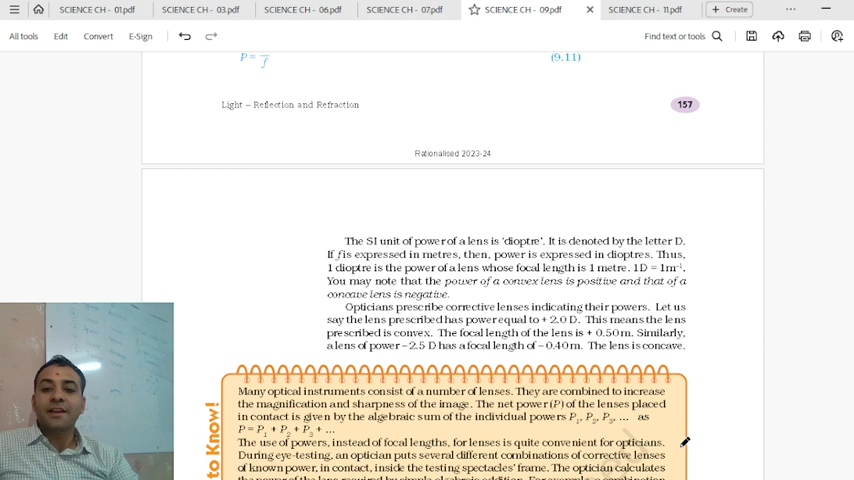 SCIENCE CH - 01.pdf
SCIENCE CH - 03.pdf
SCIENCE CH - 06.pdf
SCIENCE CH - 07.pdf
SCIENCE CH - 09.pdf
SCIENCE CH - 11.pdf
+ Create
All tools
Edit
Convert
E-Sign
Find text or tools
P = 1/f (9.11)
Light – Reflection and Refraction
157
Rationalised 2023-24
The SI unit of power of a lens is 'dioptre'. It is denoted by the letter D.
If f is expressed in metres, then, power is expressed in dioptres. Thus,
1 dioptre is the power of a lens whose focal length is 1 metre. 1D = 1m⁻¹.
You may note that the power of a convex lens is positive and that of a
concave lens is negative.
Opticians prescribe corrective lenses indicating their powers. Let us
say the lens prescribed has power equal to + 2.0 D. This means the lens
prescribed is convex. The focal length of the lens is + 0.50 m. Similarly,
a lens of power – 2.5 D has a focal length of – 0.40 m. The lens is concave.
Many optical instruments consist of a number of lenses. They are combined to increase
the magnification and sharpness of the image. The net power (P) of the lenses placed
in contact is given by the algebraic sum of the individual powers P₁, P₂, P₃, … as
P = P₁ + P₂ + P₃ + …
The use of powers, instead of focal lengths, for lenses is quite convenient for opticians.
During eye-testing, an optician puts several different combinations of corrective lenses
of known power, in contact, inside the testing spectacles' frame. The optician calculates
the power of the lens required by simple algebraic addition. For example, a combination
to Know!